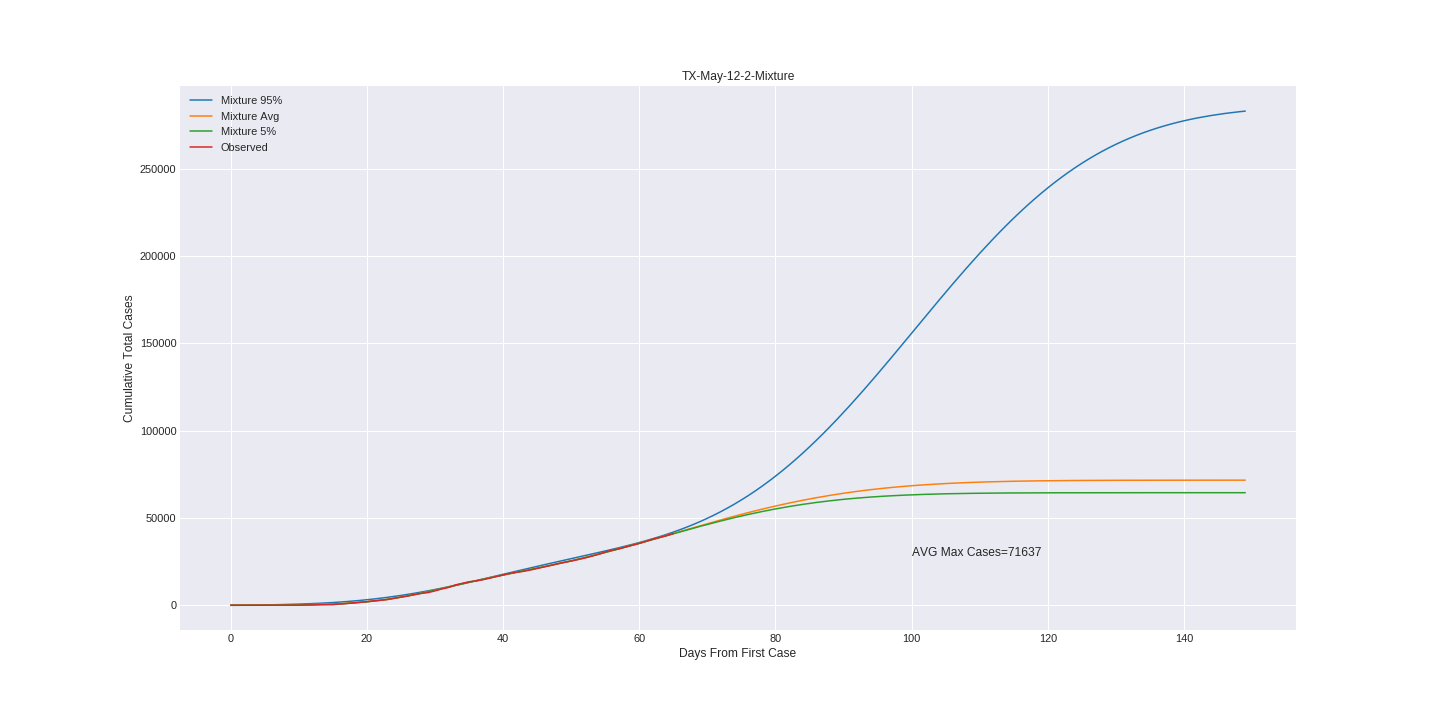 TX-May-12-2-Mixture
Mixture 95%
Mixture Avg
Mixture 5%
Observed
250000
200000
150000
100000
50000
0
Cumulative Total Cases
AVG Max Cases=71637
0 20 40 60 80 100 120 140
Days From First Case